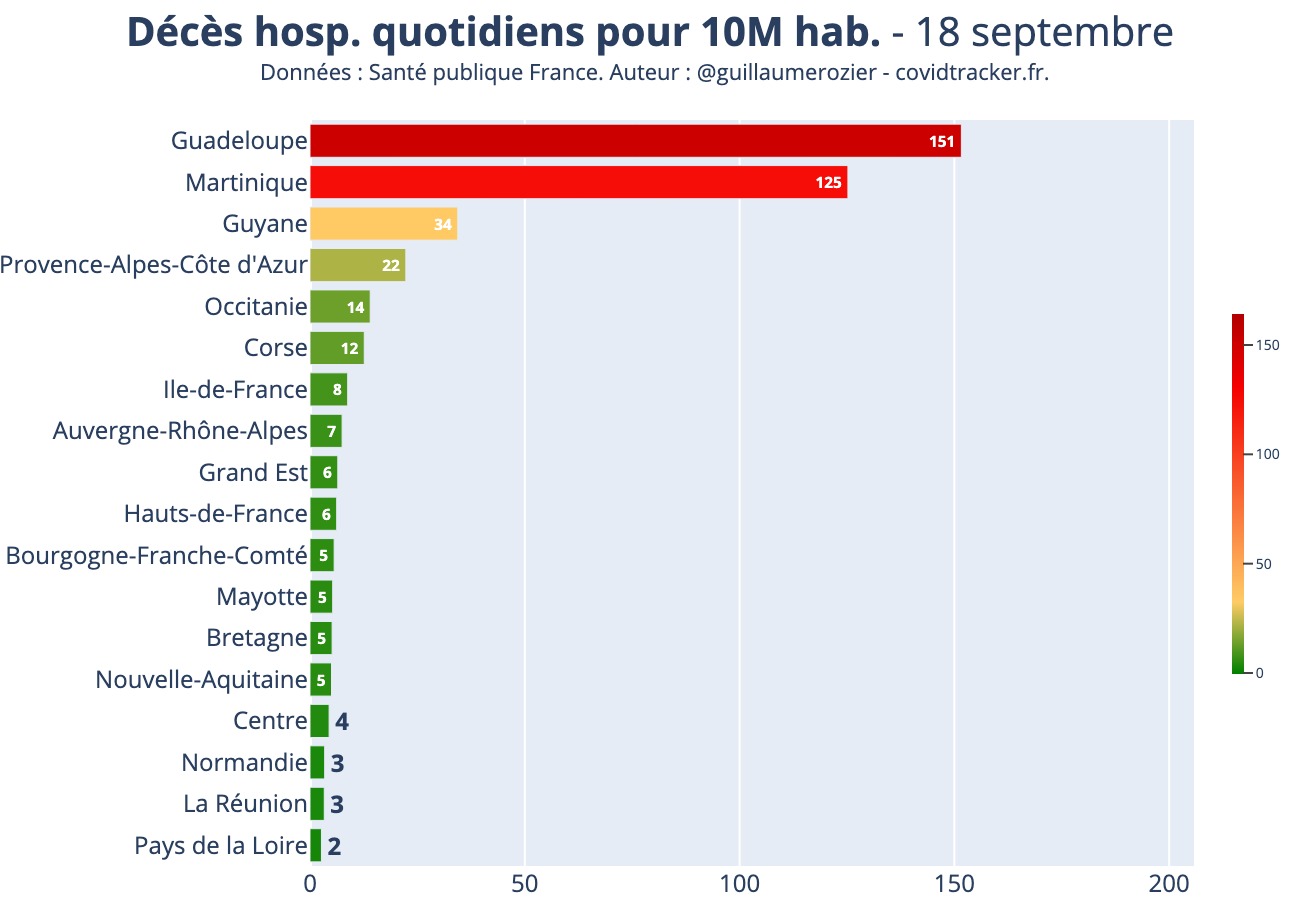 Décès hosp. quotidiens pour 10M hab. - 18 septembre
Données : Santé publique France. Auteur : @guillaumerozier - covidtracker.fr.
Guadeloupe 151
Martinique 125
Guyane 34
Provence-Alpes-Côte d'Azur 22
Occitanie 14
Corse 12
Ile-de-France 8
Auvergne-Rhône-Alpes 7
Grand Est 6
Hauts-de-France 6
Bourgogne-Franche-Comté 5
Mayotte 5
Bretagne 5
Nouvelle-Aquitaine 5
Centre 4
Normandie 3
La Réunion 3
Pays de la Loire 2
0 50 100 150 200
150
100
50
0